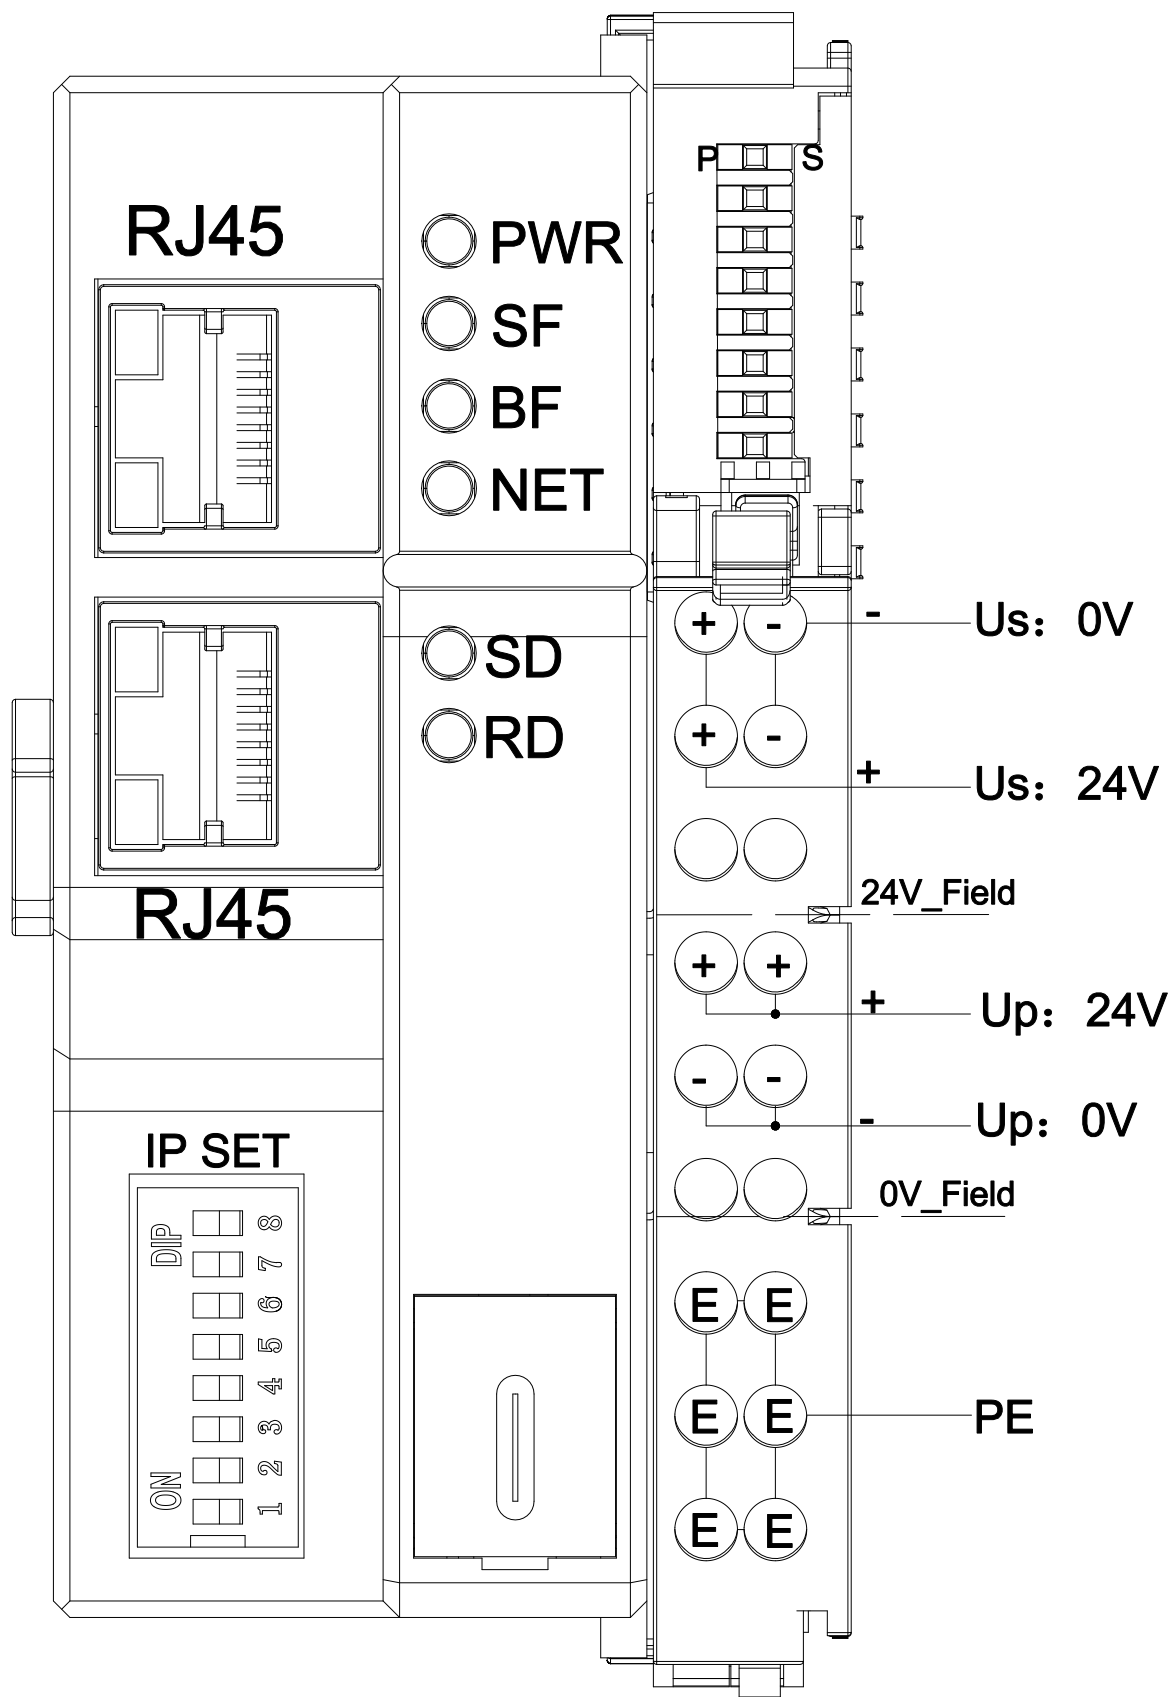 P S
RJ45
PWR
SF
BF
NET
+ - - Us： 0V
SD
RD
+ -
+ Us： 24V
24V_Field
RJ45
+ +
+ Up： 24V
- -
- Up： 0V
IP SET
0V_Field
DIP
ON
8
7
6
5
4
3
2
1
E E
E E PE
E E